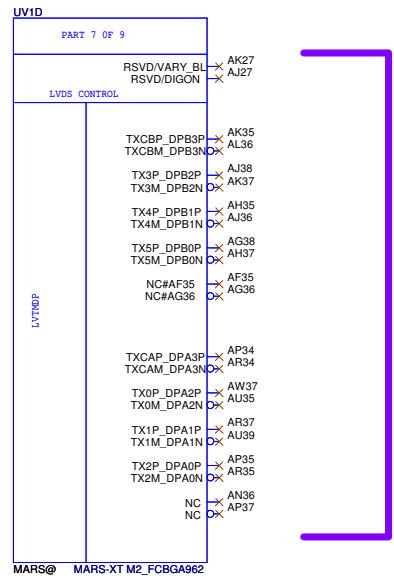 UV1D
PART 7 0F 9
RSVD/VARY_BL AK27
RSVD/DIGON AJ27
LVDS CONTROL
TXCBP_DPB3P AK35
TXCBM_DPB3N AL36
TX3P_DPB2P AJ38
TX3M_DPB2N AK37
TX4P_DPB1P AH35
TX4M_DPB1N AJ36
TX5P_DPB0P AG38
TX5M_DPB0N AH37
NC#AF35 AF35
NC#AG36 AG36
LVTMDP
TXCAP_DPA3P AP34
TXCAM_DPA3N AR34
TX0P_DPA2P AW37
TX0M_DPA2N AU35
TX1P_DPA1P AR37
TX1M_DPA1N AU39
TX2P_DPA0P AP35
TX2M_DPA0N AR35
NC AN36
NC AP37
MARS@ MARS-XT M2_FCBGA962